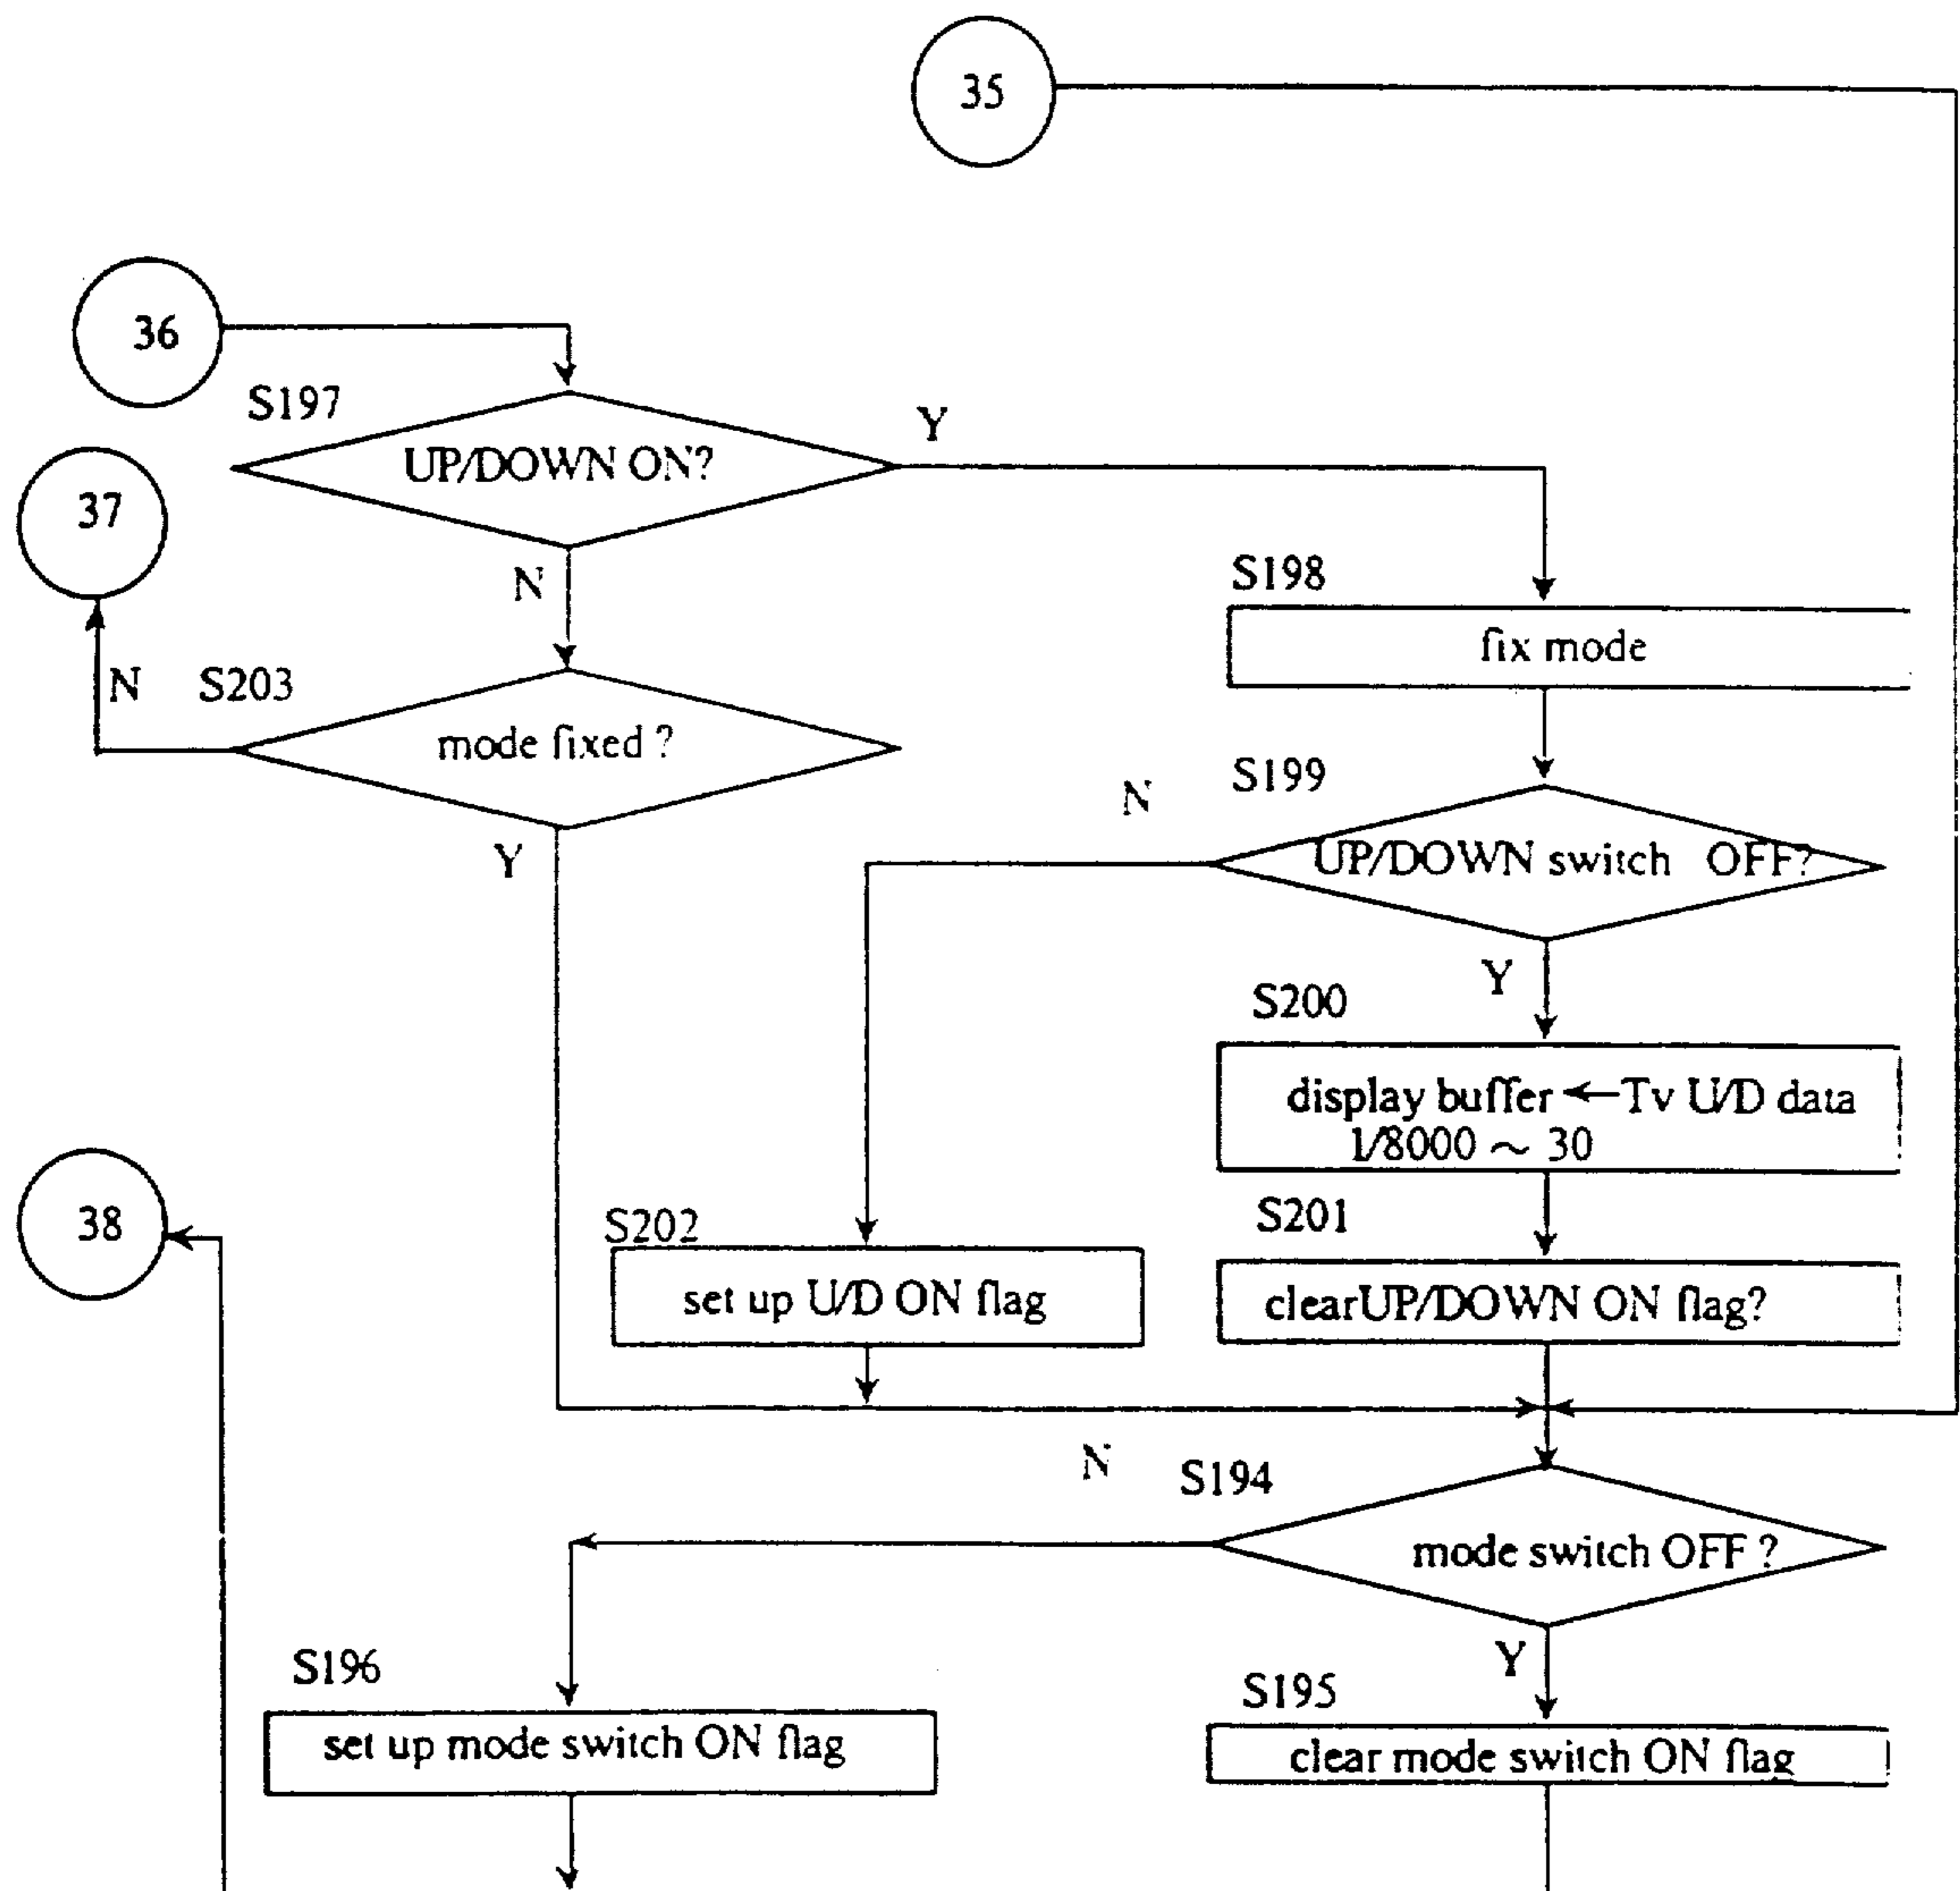 35
36
S197
UP/DOWN ON?
Y
37
N
S198
fix mode
N
S203
mode fixed ?
S199
N
UP/DOWN switch OFF?
Y
Y
S200
display buffer ←Tv U/D data
1/8000 ~ 30
38
S202
S201
set up U/D ON flag
clearUP/DOWN ON flag?
N
S194
mode switch OFF ?
Y
S196
S195
set up mode switch ON flag
clear mode switch ON flag